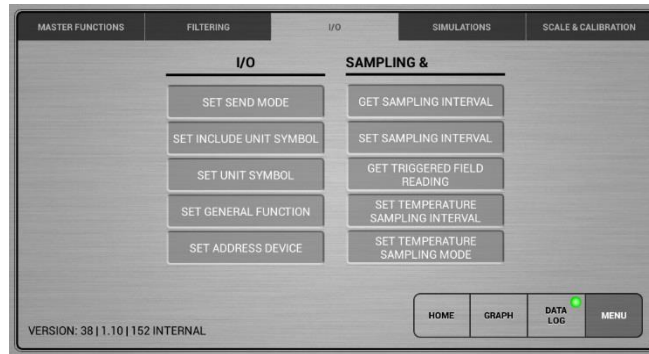 MASTER FUNCTIONS
FILTERING
I/O
SIMULATIONS
SCALE & CALIBRATION
I/O
SAMPLING &
SET SEND MODE
SET INCLUDE UNIT SYMBOL
SET UNIT SYMBOL
SET GENERAL FUNCTION
SET ADDRESS DEVICE
GET SAMPLING INTERVAL
SET SAMPLING INTERVAL
GET TRIGGERED FIELD
READING
SET TEMPERATURE
SAMPLING INTERVAL
SET TEMPERATURE
SAMPLING MODE
HOME
GRAPH
DATA
LOG
MENU
VERSION: 38 | 1.10 | 152 INTERNAL